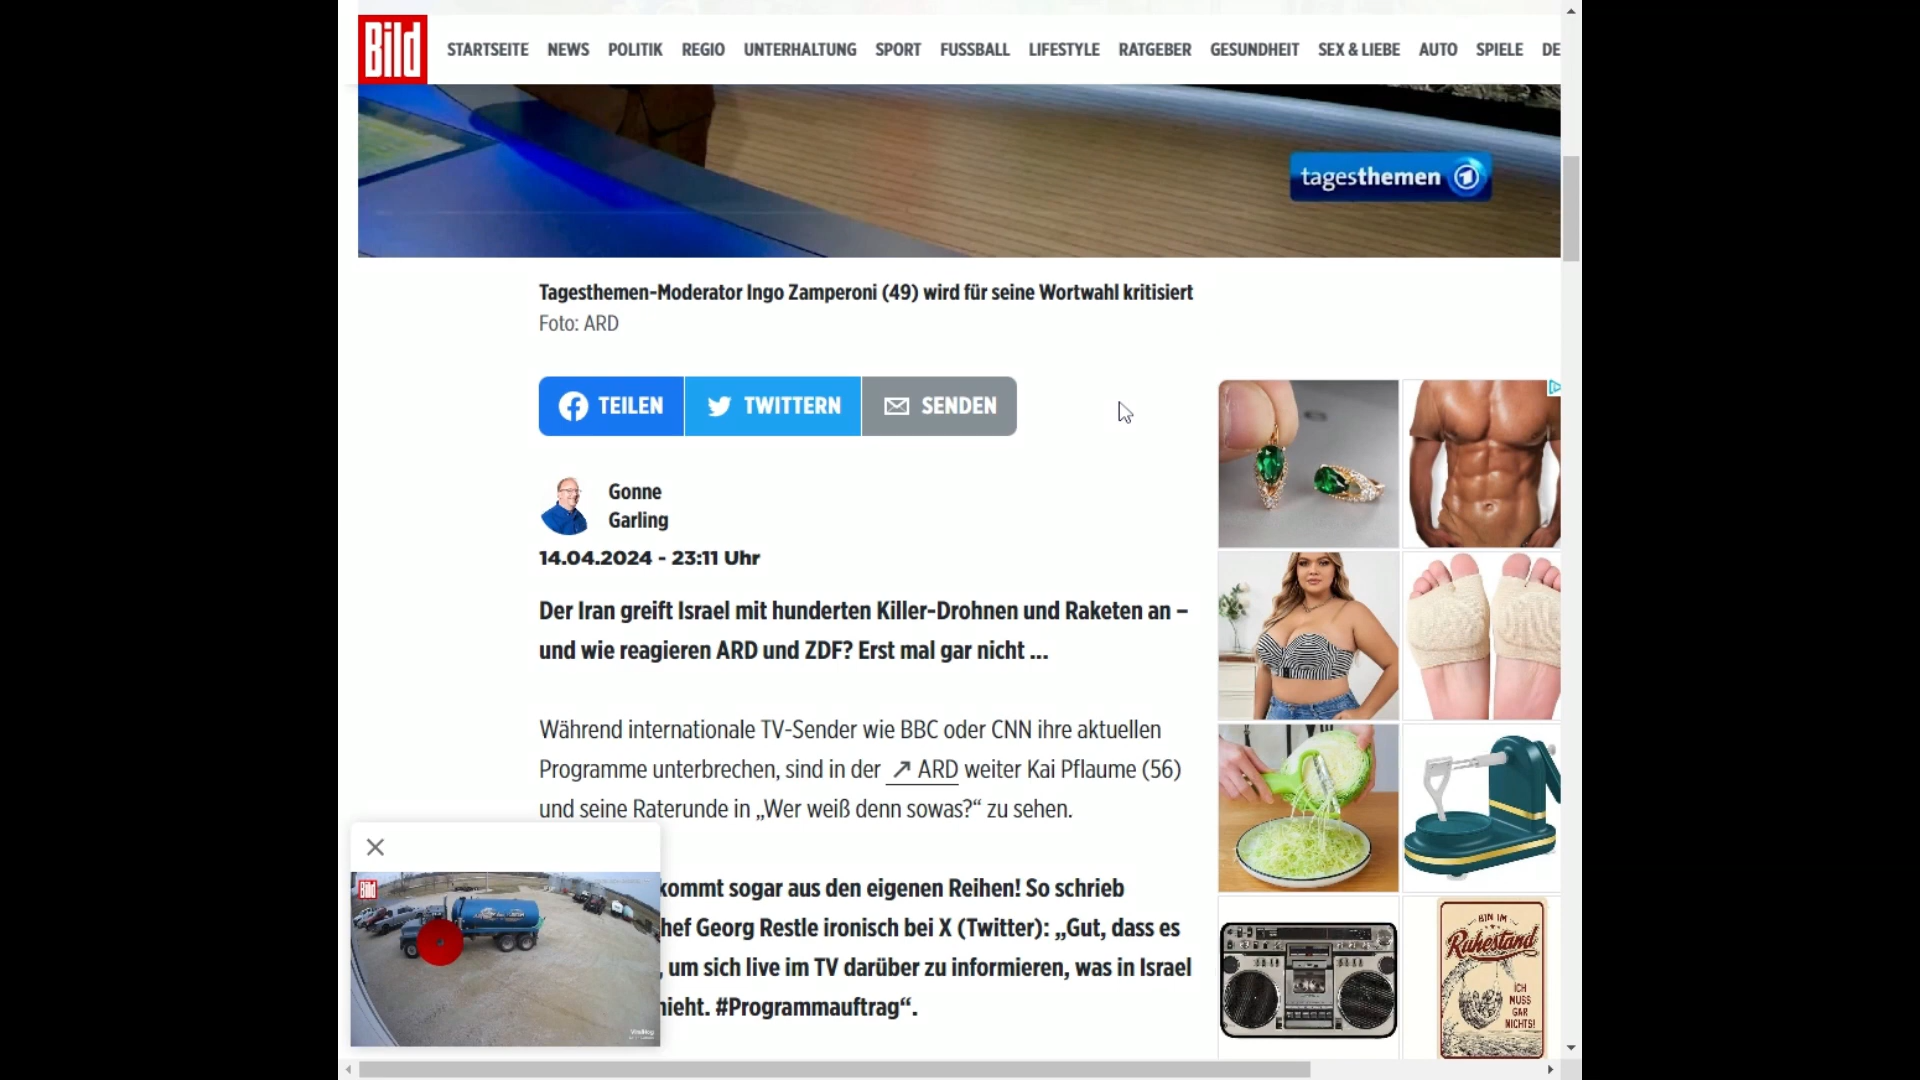 Bild
STARTSEITE NEWS POLITIK REGIO UNTERHALTUNG SPORT FUSSBALL LIFESTYLE RATGEBER GESUNDHEIT SEX & LIEBE AUTO SPIELE DE
tagesthemen 1
Tagesthemen-Moderator Ingo Zamperoni (49) wird für seine Wortwahl kritisiert
Foto: ARD
TEILEN TWITTERN SENDEN
Gonne
Garling
14.04.2024 - 23:11 Uhr
Der Iran greift Israel mit hunderten Killer-Drohnen und Raketen an –
und wie reagieren ARD und ZDF? Erst mal gar nicht ...
Während internationale TV-Sender wie BBC oder CNN ihre aktuellen
Programme unterbrechen, sind in der ARD weiter Kai Pflaume (56)
und seine Raterunde in „Wer weiß denn sowas?“ zu sehen.
kommt sogar aus den eigenen Reihen! So schrieb
hef Georg Restle ironisch bei X (Twitter): „Gut, dass es
, um sich live im TV darüber zu informieren, was in Israel
hieht. #Programmauftrag“.
Bild
BIN IM
Ruhestand
ICH
MUSS
GAR
NICHTS!